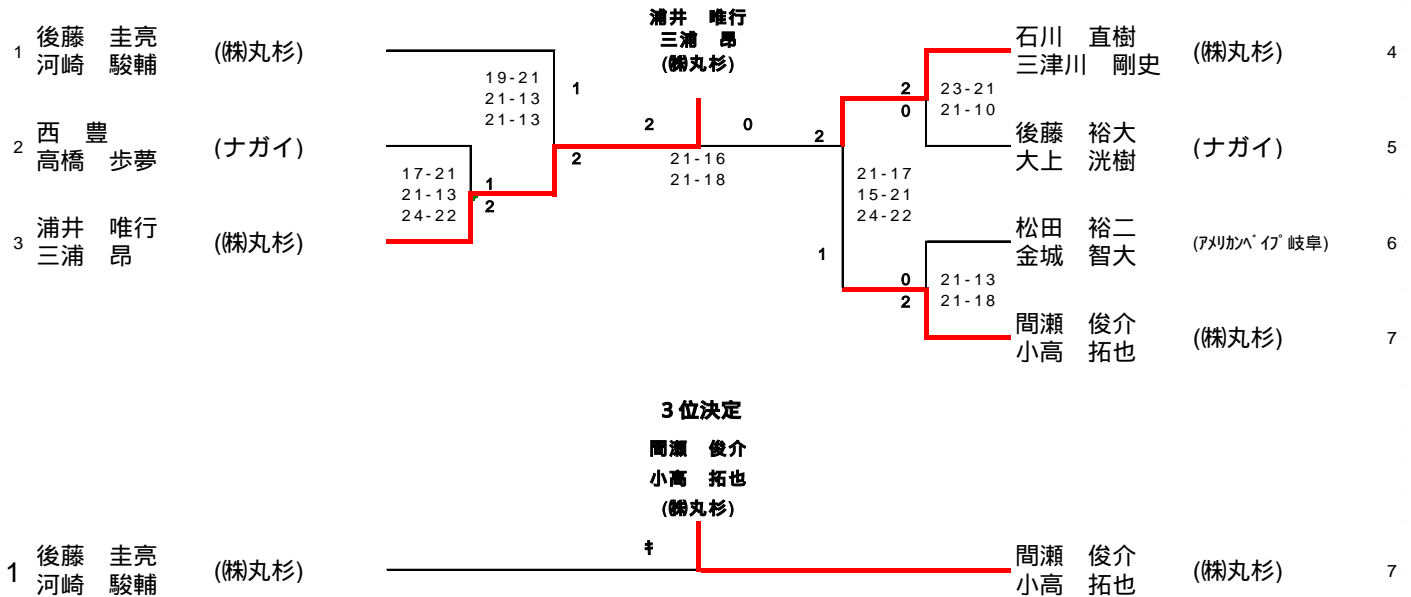 浦井　唯行
三浦　昂
(㈱丸杉)
1 後藤　圭亮
河崎　駿輔
(㈱丸杉)
19-21
21-13
21-13
1
2
2 西　豊
高橋　歩夢
(ナガイ)
17-21
21-13
24-22
1
2
3 浦井　唯行
三浦　昂
(㈱丸杉)
2 0
21-16
21-18
石川　直樹
三津川　剛史
(㈱丸杉) 4
2
0
23-21
21-10
後藤　裕大
大上　洸樹
(ナガイ) 5
2
1
21-17
15-21
24-22
松田　裕二
金城　智大
(ｱﾒﾘｶﾝﾍﾞｲﾌﾟ岐阜) 6
0
2
21-13
21-18
間瀬　俊介
小高　拓也
(㈱丸杉) 7
3位決定
間瀬　俊介
小高　拓也
(㈱丸杉)
1 後藤　圭亮
河崎　駿輔
(㈱丸杉)
ｷ
間瀬　俊介
小高　拓也
(㈱丸杉) 7